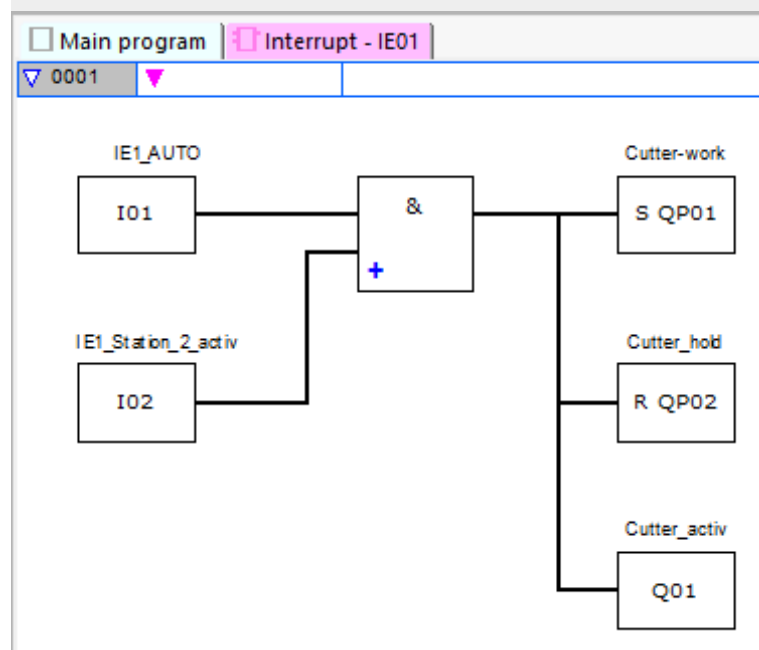 Main program
Interrupt - IE01
0001
IE1_AUTO
Cutter-work
I01
&
S QP01
+
IE1_Station_2_activ
Cutter_hold
I02
R QP02
Cutter_activ
Q01